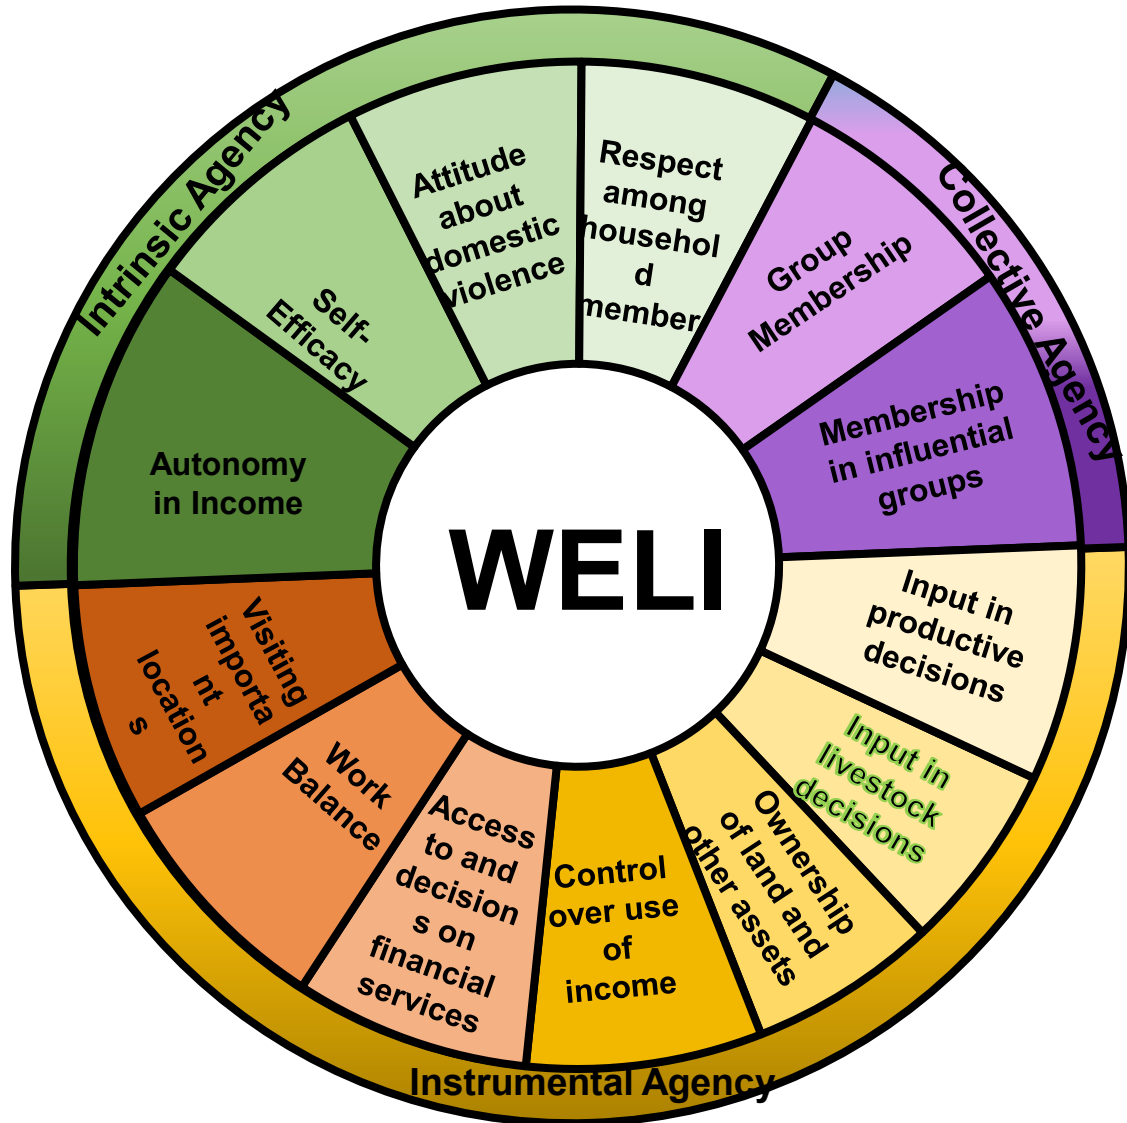 Intrinsic Agency
Collective Agency
Instrumental Agency
WELI
Respect
among
househol
d
member
Group
Membership
Membership
in influential
groups
Input in
productive
decisions
Input in
livestock
decisions
Ownership
of land and
other assets
Control
over use
of
income
Access
to and
decision
s on
financial
services
Work
Balance
Visiting
importa
nt
location
s
Autonomy
in Income
Self-
Efficacy
Attitude
about
domestic
violence